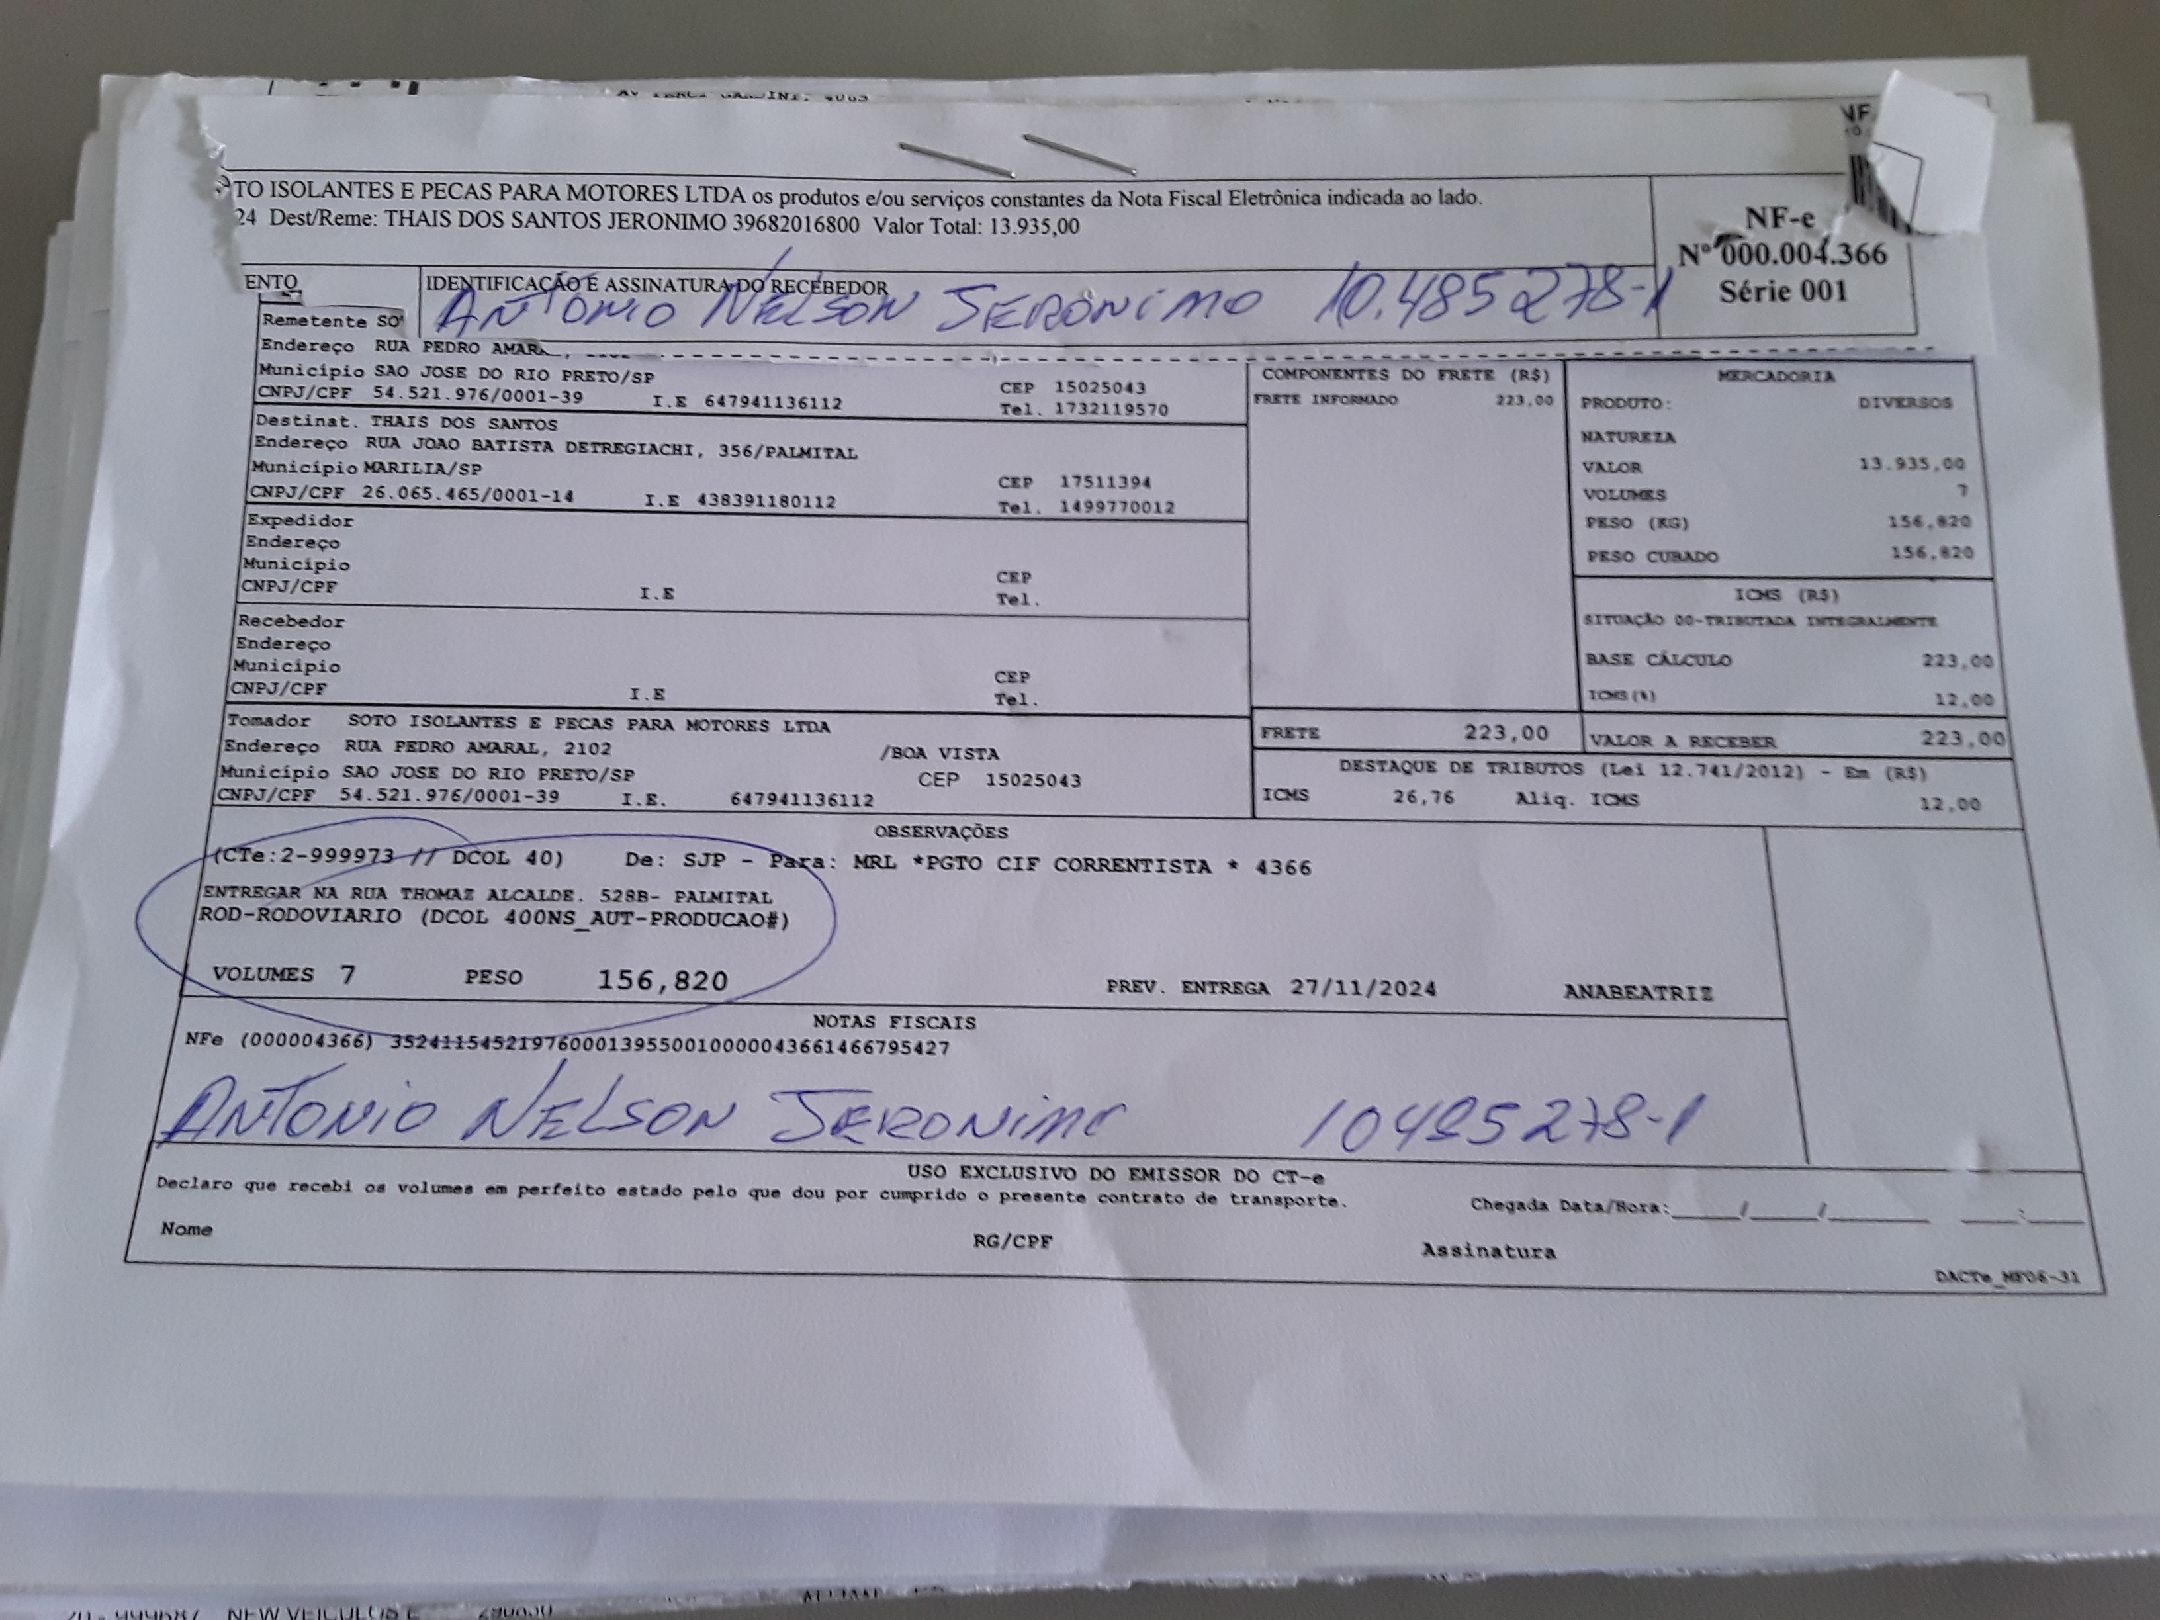 AV
TO ISOLANTES E PECAS PARA MOTORES LTDA os produtos e/ou serviços constantes da Nota Fiscal Eletrônica indicada ao lado.
24 Dest/Reme: THAIS DOS SANTOS JERONIMO 39682016800 Valor Total: 13.935,00
NF-e
Nº 000.004.366
Série 001
ENTO
IDENTIFICAÇÃO E ASSINATURA DO RECEBEDOR
ANTONIO NELSON JERONIMO 10.485278-1
Remetente SO
Endereço RUA PEDRO AMARA
Município SAO JOSE DO RIO PRETO/SP CEP 15025043
CNPJ/CPF 54.521.976/0001-39 I.E 647941136112 Tel. 1732119570
Destinat. THAIS DOS SANTOS
Endereço RUA JOAO BATISTA DETREGIACHI, 356/PALMITAL
Município MARILIA/SP CEP 17511394
CNPJ/CPF 26.065.465/0001-14 I.E 438391180112 Tel. 1499770012
Expedidor
Endereço
Município CEP
CNPJ/CPF I.E Tel.
Recebedor
Endereço
Município CEP
CNPJ/CPF I.E Tel.
Tomador SOTO ISOLANTES E PECAS PARA MOTORES LTDA
Endereço RUA PEDRO AMARAL, 2102 /BOA VISTA
Município SAO JOSE DO RIO PRETO/SP CEP 15025043
CNPJ/CPF 54.521.976/0001-39 I.E. 647941136112
COMPONENTES DO FRETE (R$)
FRETE INFORMADO 223,00
FRETE 223,00
MERCADORIA
PRODUTO: DIVERSOS
NATUREZA
VALOR 13.935,00
VOLUMES 7
PESO (KG) 156,820
PESO CUBADO 156,820
ICMS (R$)
SITUAÇÃO 00-TRIBUTADA INTEGRALMENTE
BASE CÁLCULO 223,00
ICMS(%) 12,00
VALOR A RECEBER 223,00
DESTAQUE DE TRIBUTOS (Lei 12.741/2012) - Em (R$)
ICMS 26,76 Aliq. ICMS 12,00
OBSERVAÇÕES
(CTe:2-999973 // DCOL 40) De: SJP - Para: MRL *PGTO CIF CORRENTISTA * 4366
ENTREGAR NA RUA THOMAZ ALCALDE. 528B- PALMITAL
ROD-RODOVIARIO (DCOL 400NS_AUT-PRODUCAO#)
VOLUMES 7 PESO 156,820 PREV. ENTREGA 27/11/2024 ANABEATRIZ
NOTAS FISCAIS
NFe (000004366) 35241154521976000139550010000043661466795427
ANTONIO NELSON JERONIMO 10485278-1
USO EXCLUSIVO DO EMISSOR DO CT-e
Declaro que recebi os volumes em perfeito estado pelo que dou por cumprido o presente contrato de transporte.
Chegada Data/Hora:____/____/______ ____:____
Nome RG/CPF Assinatura
DACTe_MF06-31
NEW VEICULOS